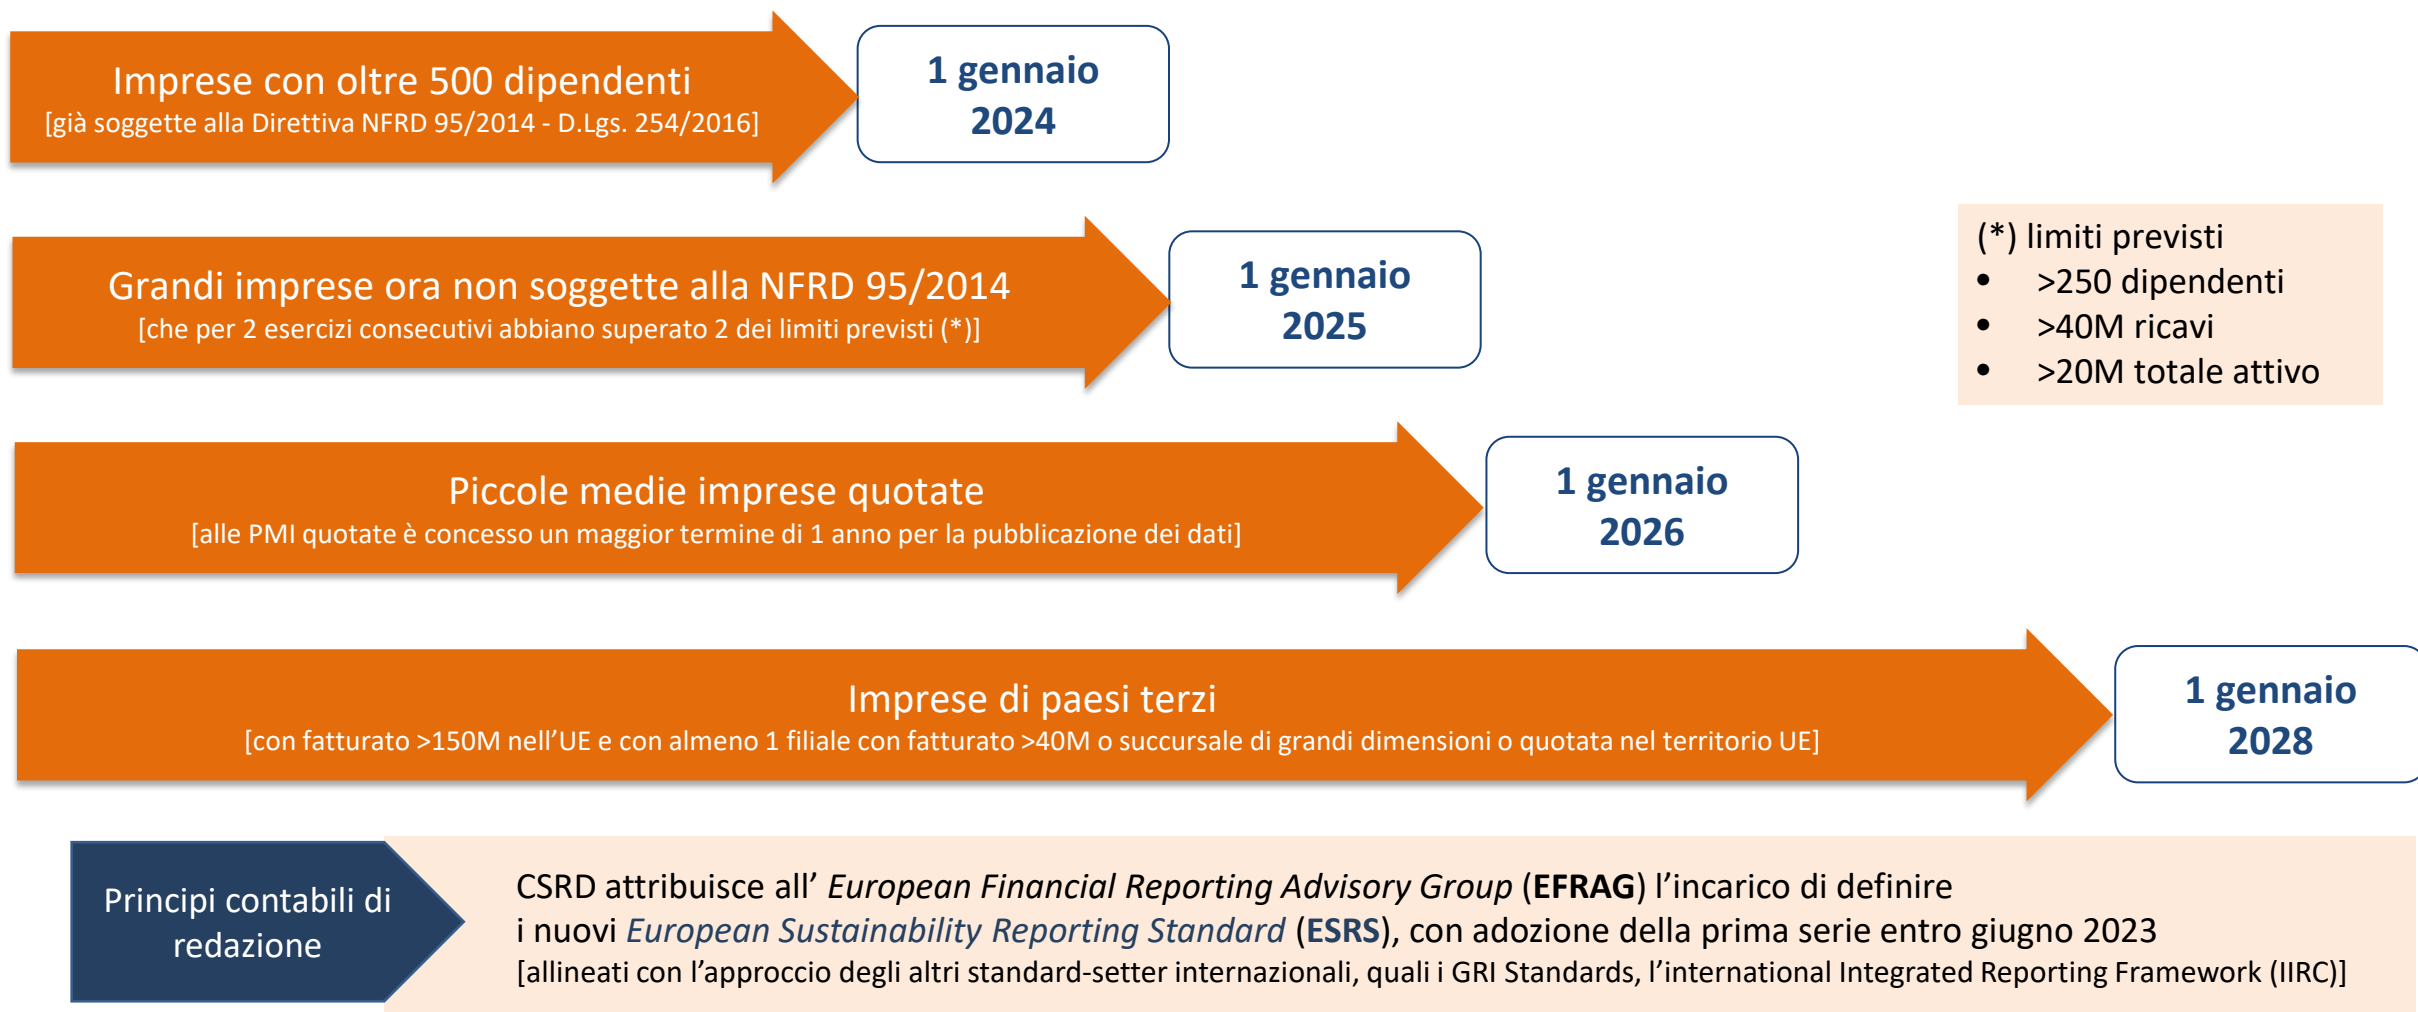 Imprese con oltre 500 dipendenti
[già soggette alla Direttiva NFRD 95/2014 - D.Lgs. 254/2016]
1 gennaio
2024
Grandi imprese ora non soggette alla NFRD 95/2014
[che per 2 esercizi consecutivi abbiano superato 2 dei limiti previsti (*)]
1 gennaio
2025
(*) limiti previsti
• >250 dipendenti
• >40M ricavi
• >20M totale attivo
Piccole medie imprese quotate
[alle PMI quotate è concesso un maggior termine di 1 anno per la pubblicazione dei dati]
1 gennaio
2026
Imprese di paesi terzi
[con fatturato >150M nell’UE e con almeno 1 filiale con fatturato >40M o succursale di grandi dimensioni o quotata nel territorio UE]
1 gennaio
2028
Principi contabili di
redazione
CSRD attribuisce all’ European Financial Reporting Advisory Group (EFRAG) l’incarico di definire
i nuovi European Sustainability Reporting Standard (ESRS), con adozione della prima serie entro giugno 2023
[allineati con l’approccio degli altri standard-setter internazionali, quali i GRI Standards, l’international Integrated Reporting Framework (IIRC)]